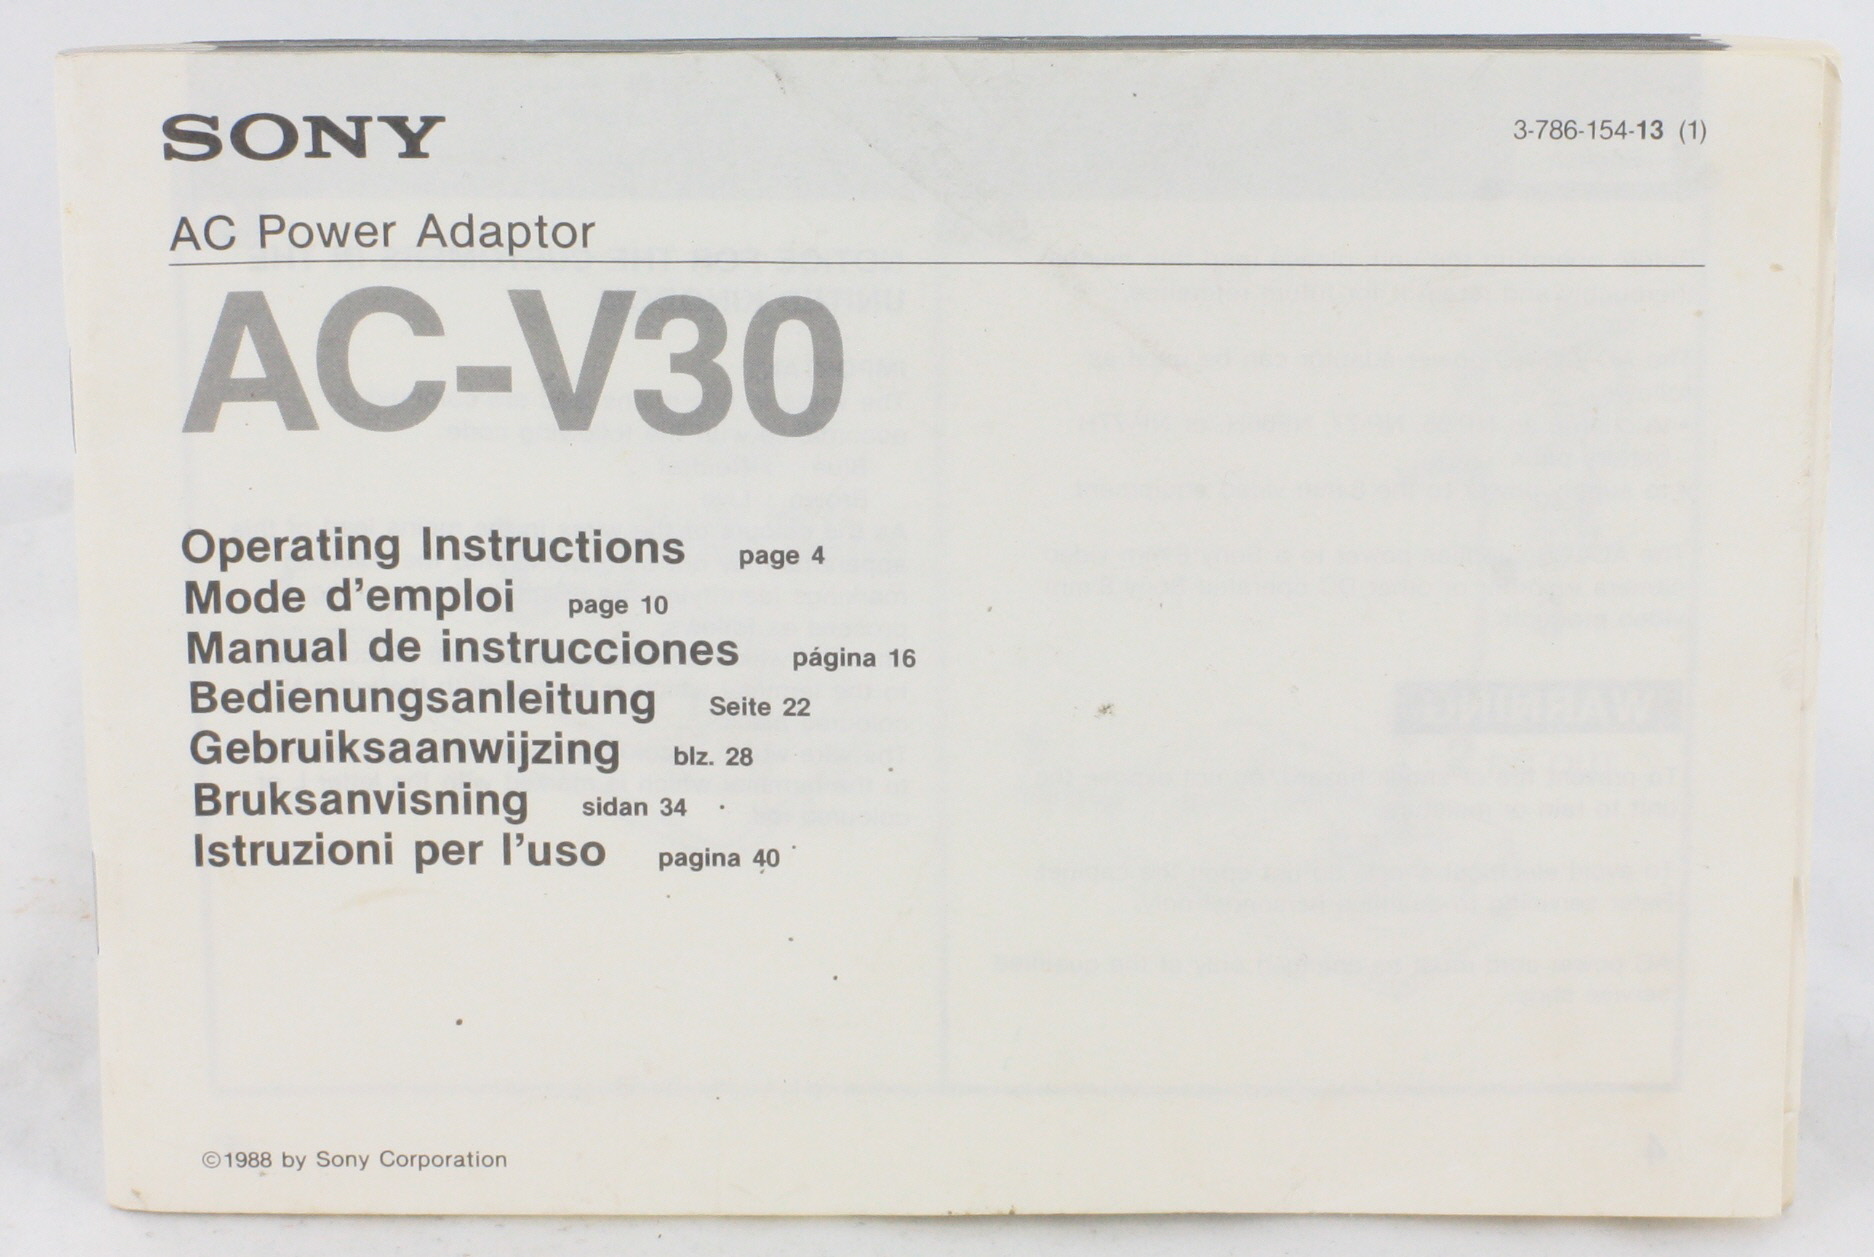 SONY
3-786-154-13 (1)
AC Power Adaptor
AC-V30
Operating Instructions page 4
Mode d'emploi page 10
Manual de instrucciones página 16
Bedienungsanleitung Seite 22
Gebruiksaanwijzing blz. 28
Bruksanvisning sidan 34
Istruzioni per l'uso pagina 40
©1988 by Sony Corporation